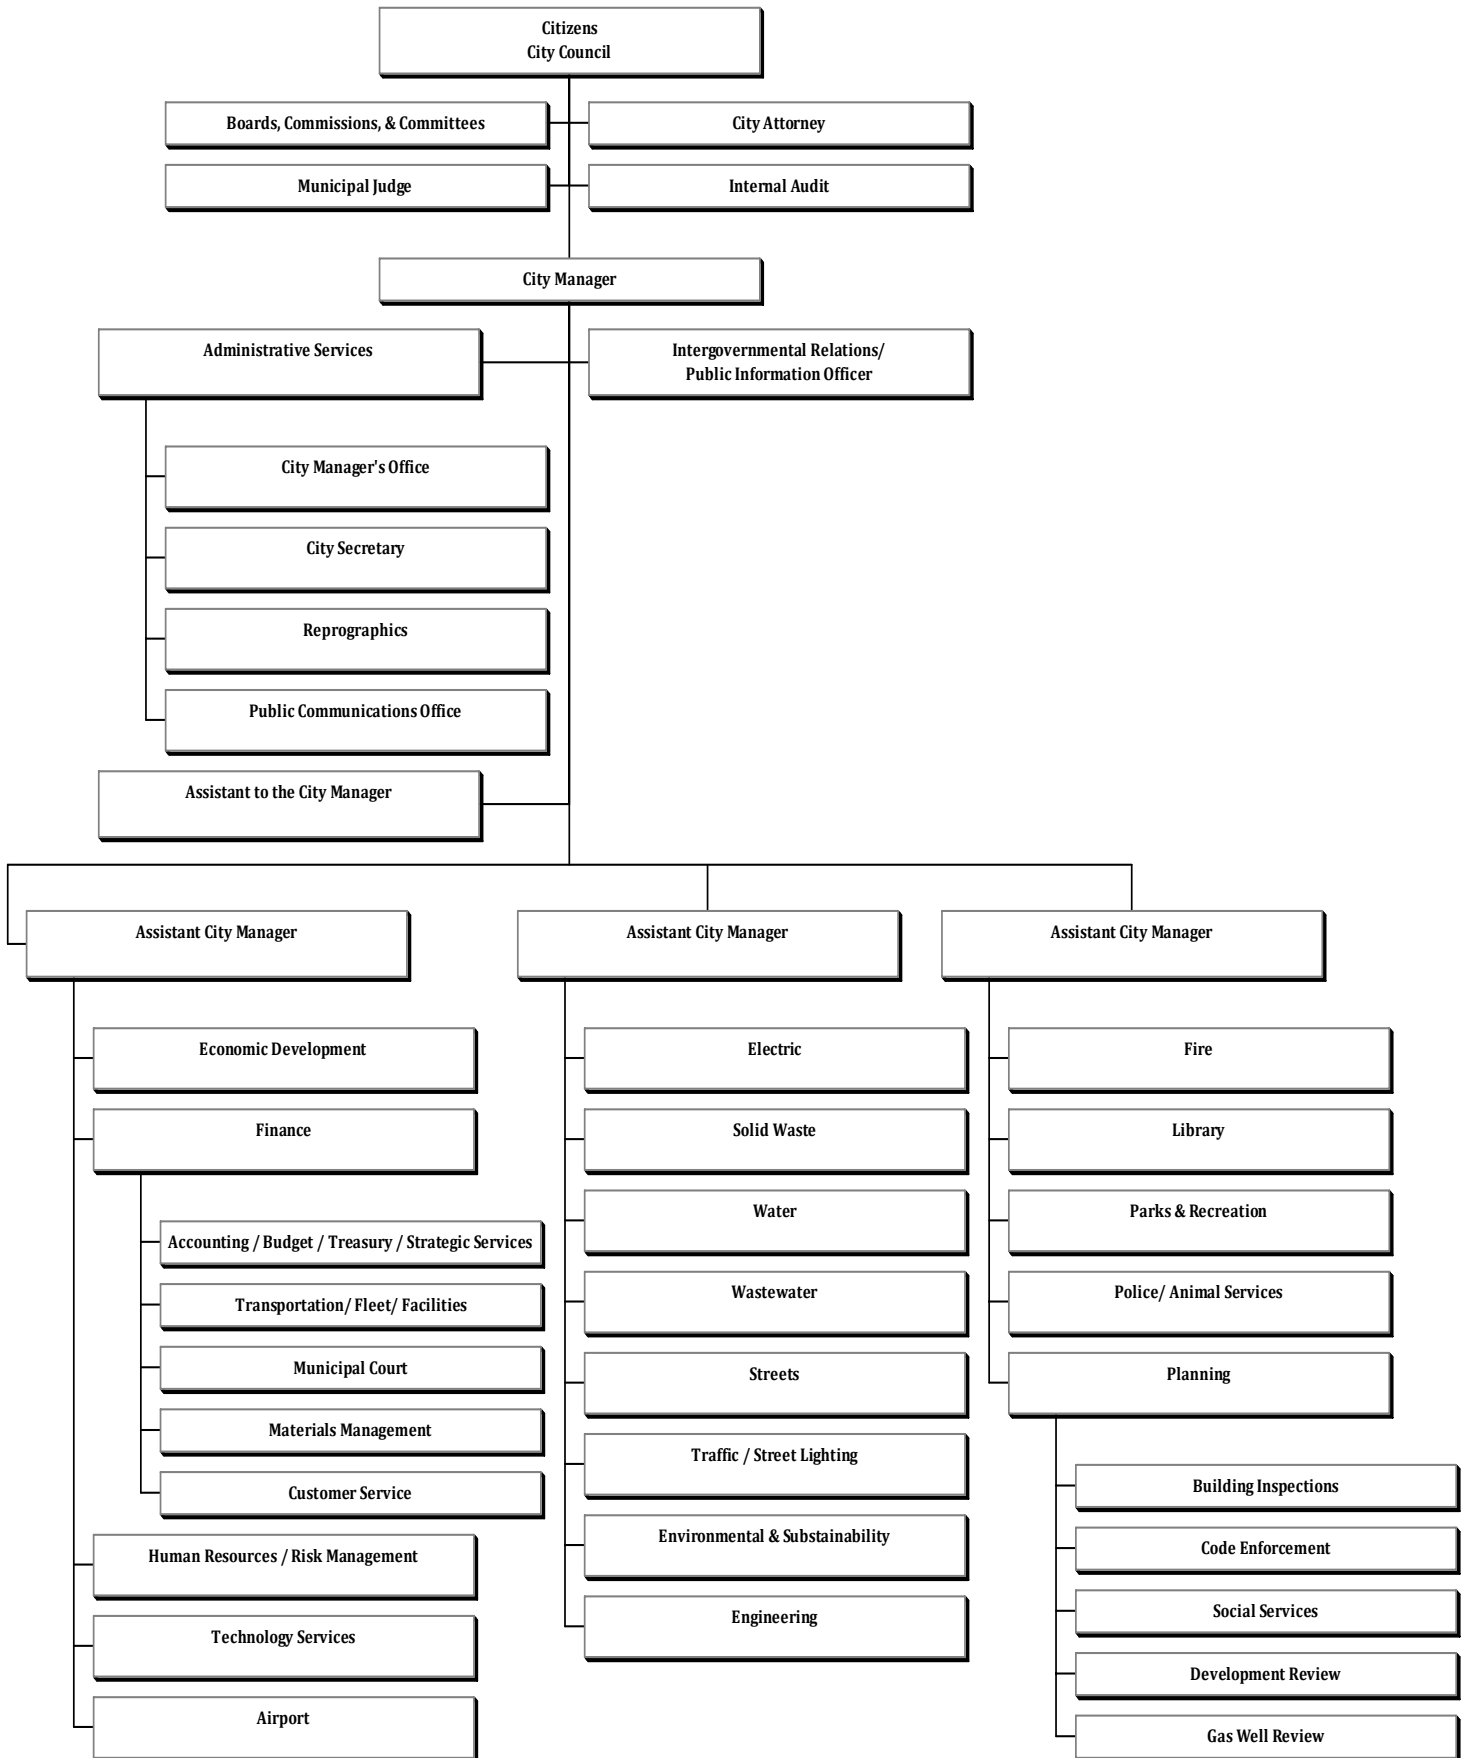 Citizens
City Council
Boards, Commissions, & Committees
City Attorney
Municipal Judge
Internal Audit
City Manager
Administrative Services
Intergovernmental Relations/
Public Information Officer
City Manager's Office
City Secretary
Reprographics
Public Communications Office
Assistant to the City Manager
Assistant City Manager
Economic Development
Finance
Accounting / Budget / Treasury / Strategic Services
Transportation/ Fleet/ Facilities
Municipal Court
Materials Management
Customer Service
Human Resources / Risk Management
Technology Services
Airport
Assistant City Manager
Electric
Solid Waste
Water
Wastewater
Streets
Traffic / Street Lighting
Environmental & Substainability
Engineering
Assistant City Manager
Fire
Library
Parks & Recreation
Police/ Animal Services
Planning
Building Inspections
Code Enforcement
Social Services
Development Review
Gas Well Review